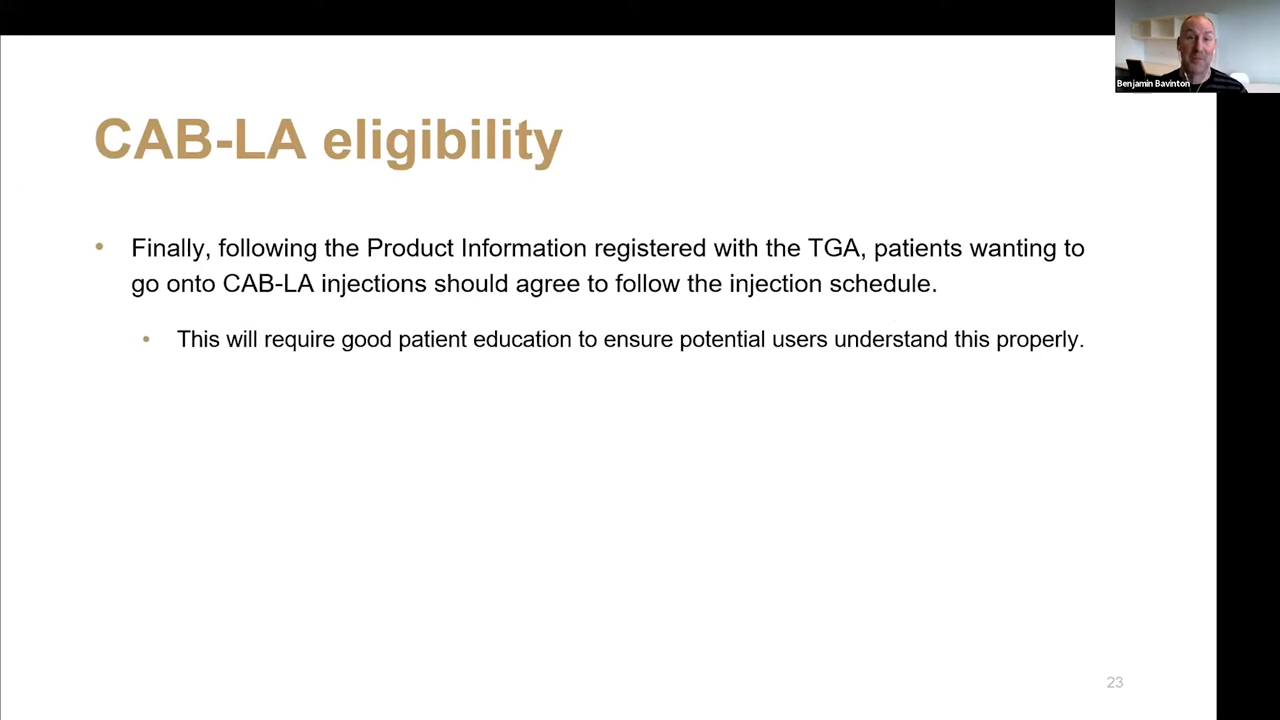 Benjamin Bavinton
CAB-LA eligibility
• Finally, following the Product Information registered with the TGA, patients wanting to
go onto CAB-LA injections should agree to follow the injection schedule.
• This will require good patient education to ensure potential users understand this properly.
23